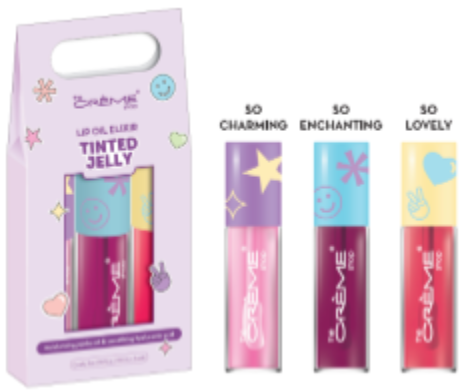 THE
CRÈME
SHOP
LIP OIL ELIXIR
TINTED
JELLY
SO
CHARMING
SO
ENCHANTING
SO
LOVELY
THE
CRÈME
SHOP
THE
CRÈME
SHOP
THE
CRÈME
SHOP